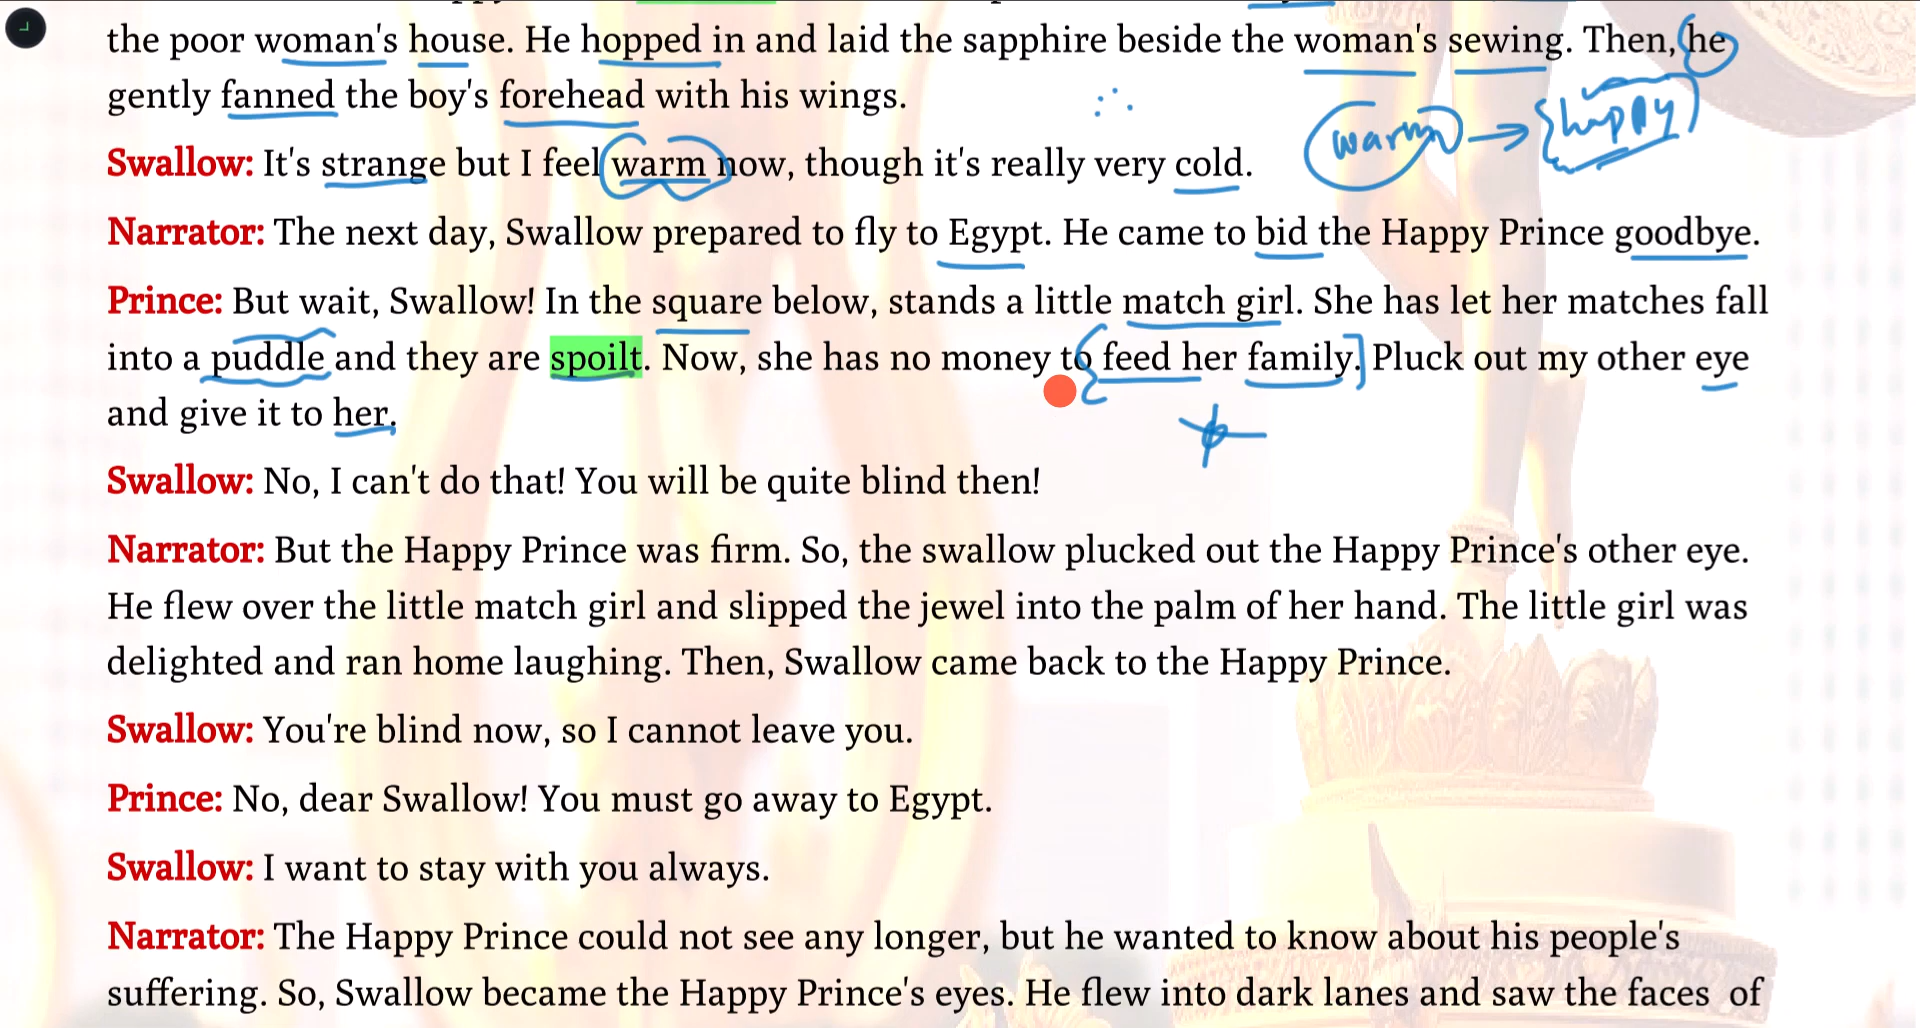 the poor woman's house. He hopped in and laid the sapphire beside the woman's sewing. Then, he
gently fanned the boy's forehead with his wings.
warm → happy
Swallow: It's strange but I feel warm now, though it's really very cold.
Narrator: The next day, Swallow prepared to fly to Egypt. He came to bid the Happy Prince goodbye.
Prince: But wait, Swallow! In the square below, stands a little match girl. She has let her matches fall
into a puddle and they are spoilt. Now, she has no money to feed her family. Pluck out my other eye
and give it to her.
Swallow: No, I can't do that! You will be quite blind then!
Narrator: But the Happy Prince was firm. So, the swallow plucked out the Happy Prince's other eye.
He flew over the little match girl and slipped the jewel into the palm of her hand. The little girl was
delighted and ran home laughing. Then, Swallow came back to the Happy Prince.
Swallow: You're blind now, so I cannot leave you.
Prince: No, dear Swallow! You must go away to Egypt.
Swallow: I want to stay with you always.
Narrator: The Happy Prince could not see any longer, but he wanted to know about his people's
suffering. So, Swallow became the Happy Prince's eyes. He flew into dark lanes and saw the faces of